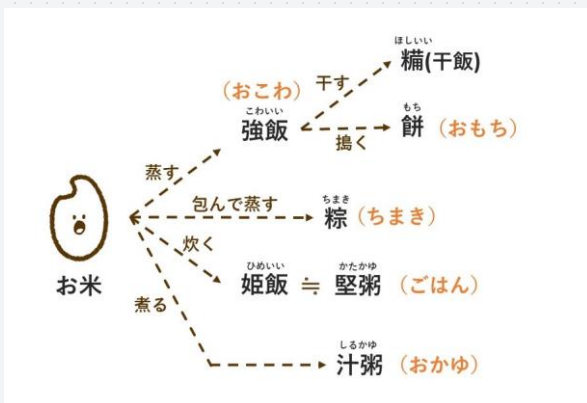 ほしいい
糒(干飯)
干す
(おこわ)
こわいい
強飯
もち
餅(おもち)
搗く
蒸す
包んで蒸す
ちまき
粽(ちまき)
炊く
お米
ひめいい かたかゆ
姫飯 ≒ 堅粥(ごはん)
煮る
しるかゆ
汁粥(おかゆ)